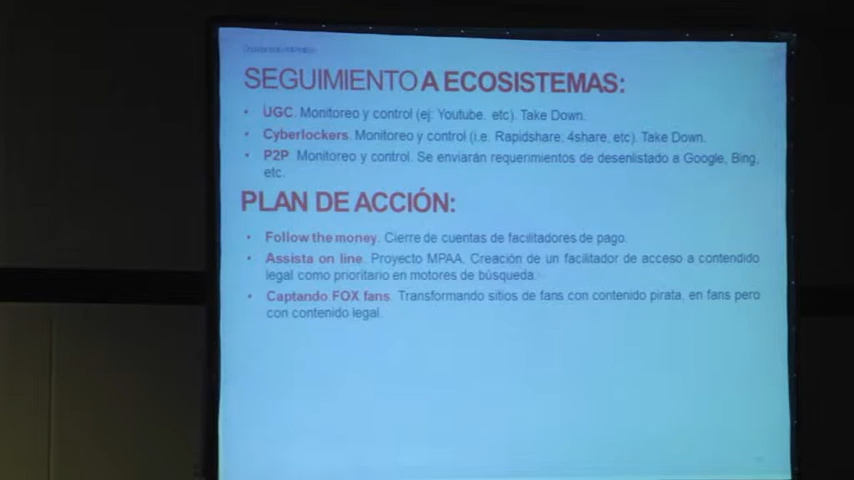 SEGUIMIENTO A ECOSISTEMAS:
• UGC. Monitoreo y control (ej: Youtube, etc). Take Down.
• Cyberlockers. Monitoreo y control (i.e. Rapidshare, 4share, etc). Take Down.
• P2P. Monitoreo y control. Se enviarán requerimientos de desenlistado a Google, Bing,
etc.
PLAN DE ACCIÓN:
• Follow the money. Cierre de cuentas de facilitadores de pago.
• Assista on line. Proyecto MPAA. Creación de un facilitador de acceso a contendido
legal como prioritario en motores de búsqueda.
• Captando FOX fans. Transformando sitios de fans con contenido pirata, en fans pero
con contenido legal.